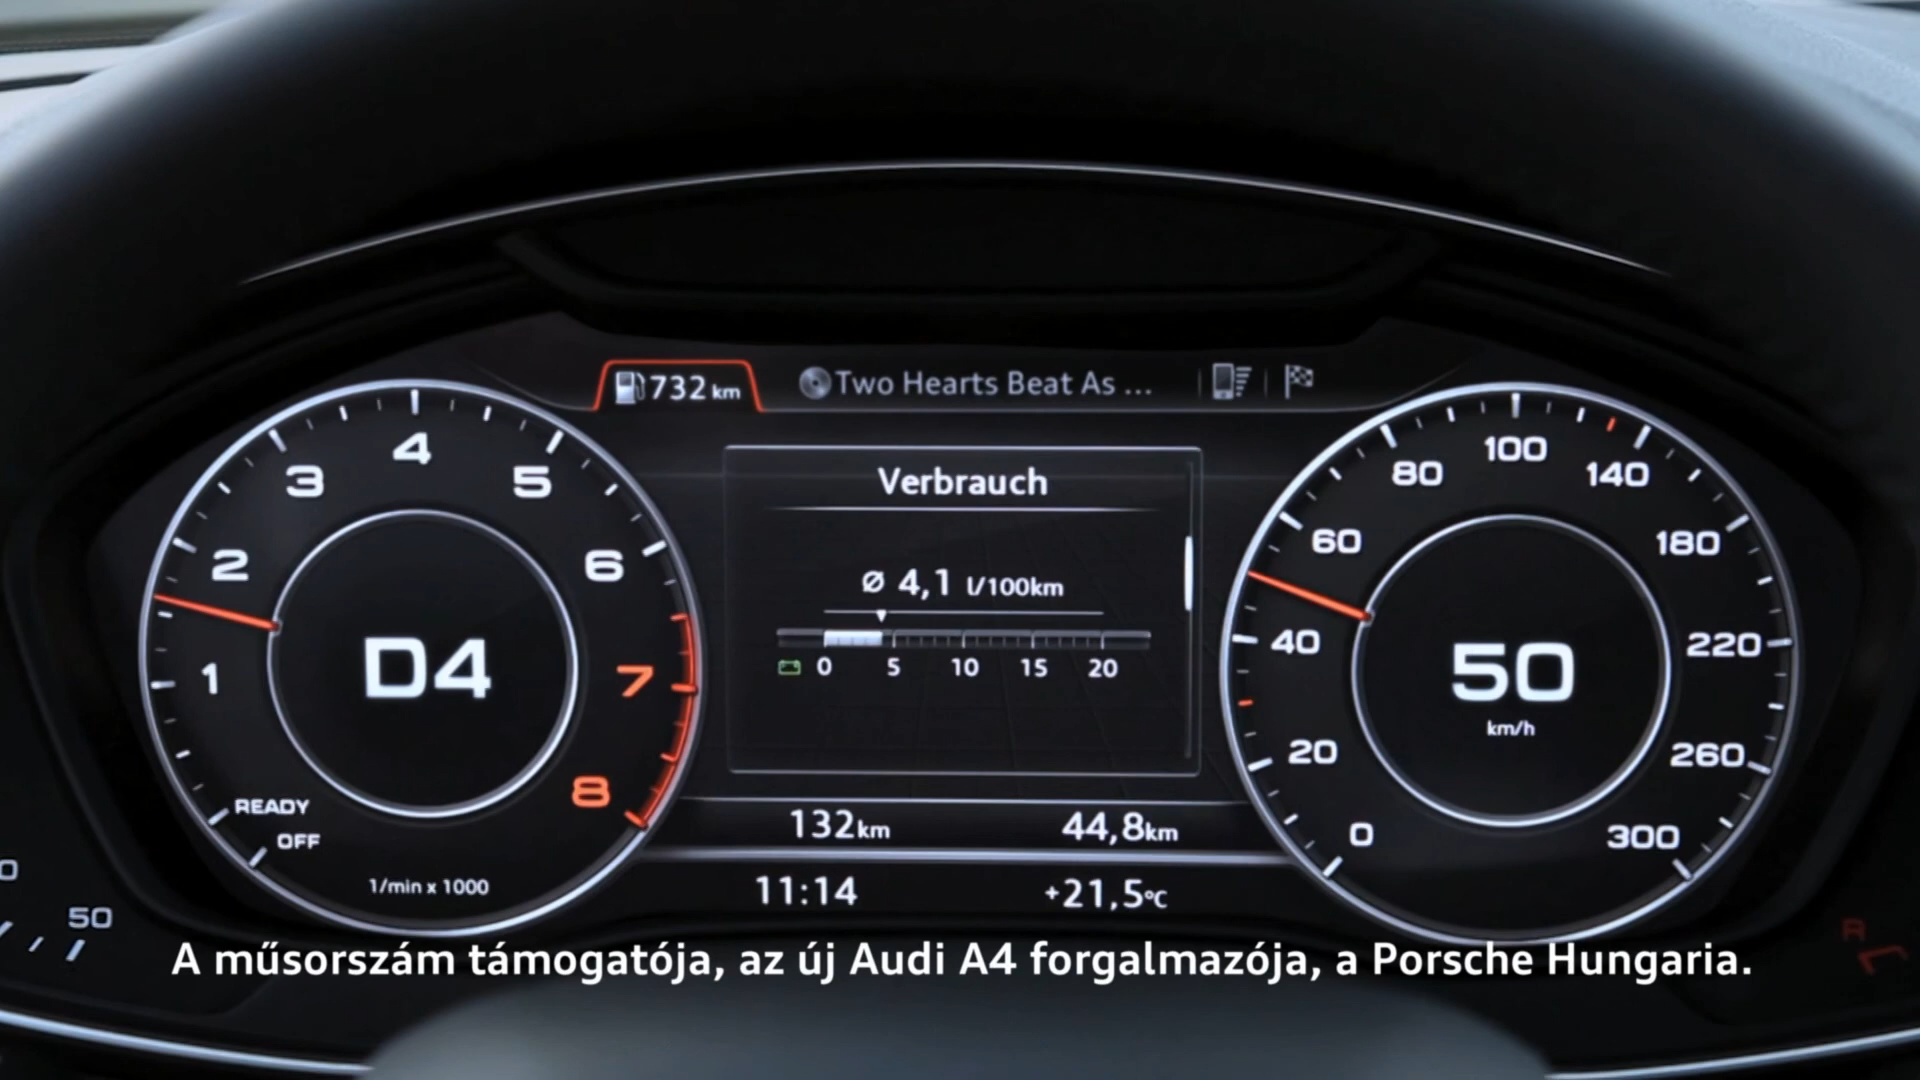 732 km
Two Hearts Beat As ...
Verbrauch
ø 4,1 l/100km
0 5 10 15 20
132km 44,8km
11:14 +21,5°C
1 2 3 4 5 6 7 8
D4
READY
OFF
1/min x 1000
0 20 40 60 80 100 140 180 220 260 300
50
km/h
0
50
A műsorszám támogatója, az új Audi A4 forgalmazója, a Porsche Hungaria.